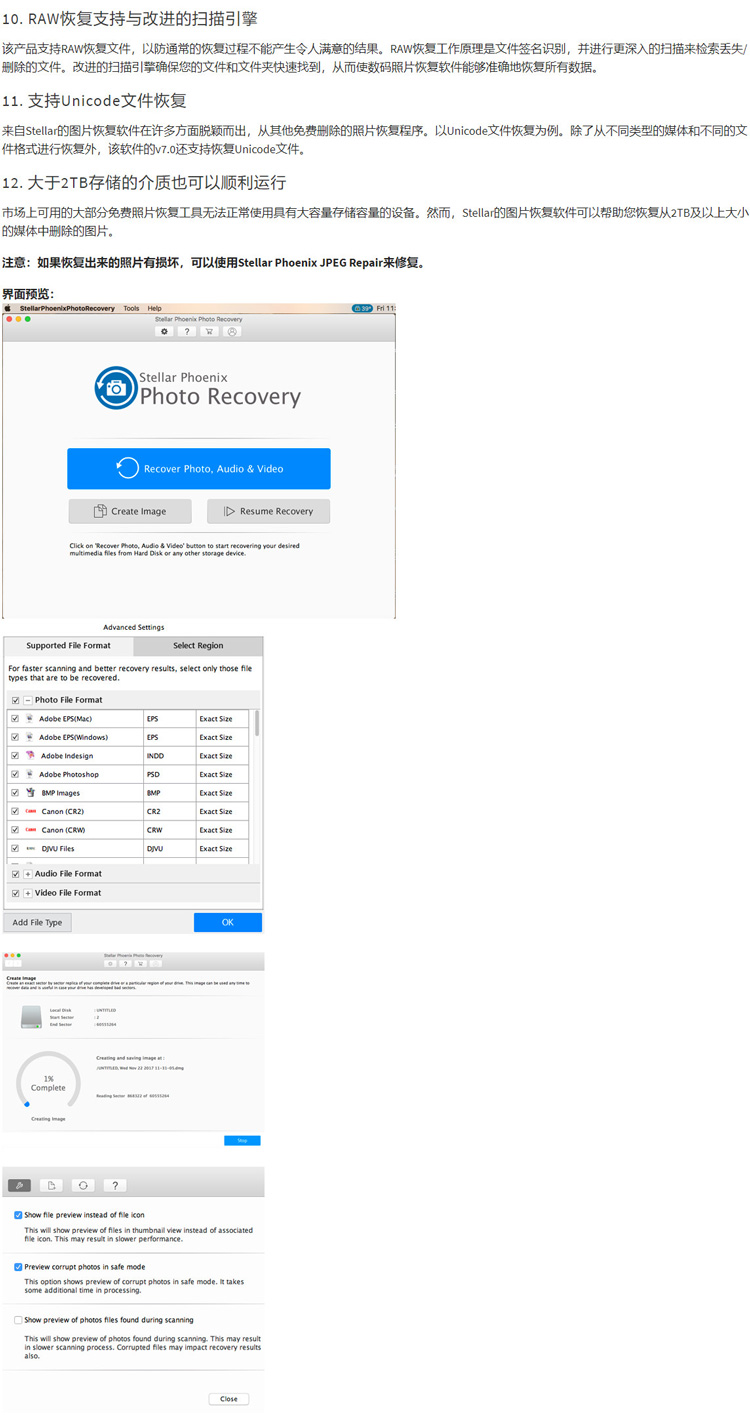 10. RAW恢复支持与改进的扫描引擎
该产品支持RAW恢复文件，以防通常的恢复过程不能产生令人满意的结果。RAW恢复工作原理是文件签名识别，并进行更深入的扫描来检索丢失/
删除的文件。改进的扫描引擎确保您的文件和文件夹快速找到，从而使数码照片恢复软件能够准确地恢复所有数据。
11. 支持Unicode文件恢复
来自Stellar的图片恢复软件在许多方面脱颖而出，从其他免费删除的照片恢复程序。以Unicode文件恢复为例。除了从不同类型的媒体和不同的文
件格式进行恢复外，该软件的v7.0还支持恢复Unicode文件。
12. 大于2TB存储的介质也可以顺利运行
市场上可用的大部分免费照片恢复工具无法正常使用具有大容量存储容量的设备。然而，Stellar的图片恢复软件可以帮助您恢复从2TB及以上大小
的媒体中删除的图片。
注意：如果恢复出来的照片有损坏，可以使用Stellar Phoenix JPEG Repair来修复。
界面预览：
StellarPhoenixPhotoRecovery Tools Help 39° Fri 11:
Stellar Phoenix Photo Recovery
?
Stellar Phoenix
Photo Recovery
Recover Photo, Audio & Video
Create Image Resume Recovery
Click on 'Recover Photo, Audio & Video' button to start recovering your desired
multimedia files from Hard Disk or any other storage device.
Advanced Settings
Supported File Format Select Region
For faster scanning and better recovery results, select only those file
types that are to be recovered.
Photo File Format
Adobe EPS(Mac) EPS Exact Size
Adobe EPS(Windows) EPS Exact Size
Adobe Indesign INDD Exact Size
Adobe Photoshop PSD Exact Size
BMP Images BMP Exact Size
Canon (CR2) CR2 Exact Size
Canon (CRW) CRW Exact Size
DJVU Files DJVU Exact Size
Audio File Format
Video File Format
Add File Type OK
Stellar Phoenix Photo Recovery
?
Create Image
Create an exact sector by sector replica of your complete drive or a particular region of your drive. This image can be used any time to
recover data and is useful in case your drive has developed bad sectors.
Local Disk : UNTITLED
Start Sector : 2
End Sector : 60555264
Creating and saving image at :
/UNTITLED, Wed Nov 22 2017 11-31-05.dmg
1%
Complete
Reading Sector 868322 of 60555264
Creating Image
Stop
?
Show file preview instead of file icon
This will show preview of files in thumbnail view instead of associated
file icon. This may result in slower performance.
Preview corrupt photos in safe mode
This option shows preview of corrupt photos in safe mode. It takes
some additional time in processing.
Show preview of photos files found during scanning
This will show preview of photos found during scanning. This may result
in slower scanning process. Corrupted files may impact recovery results
also.
Close